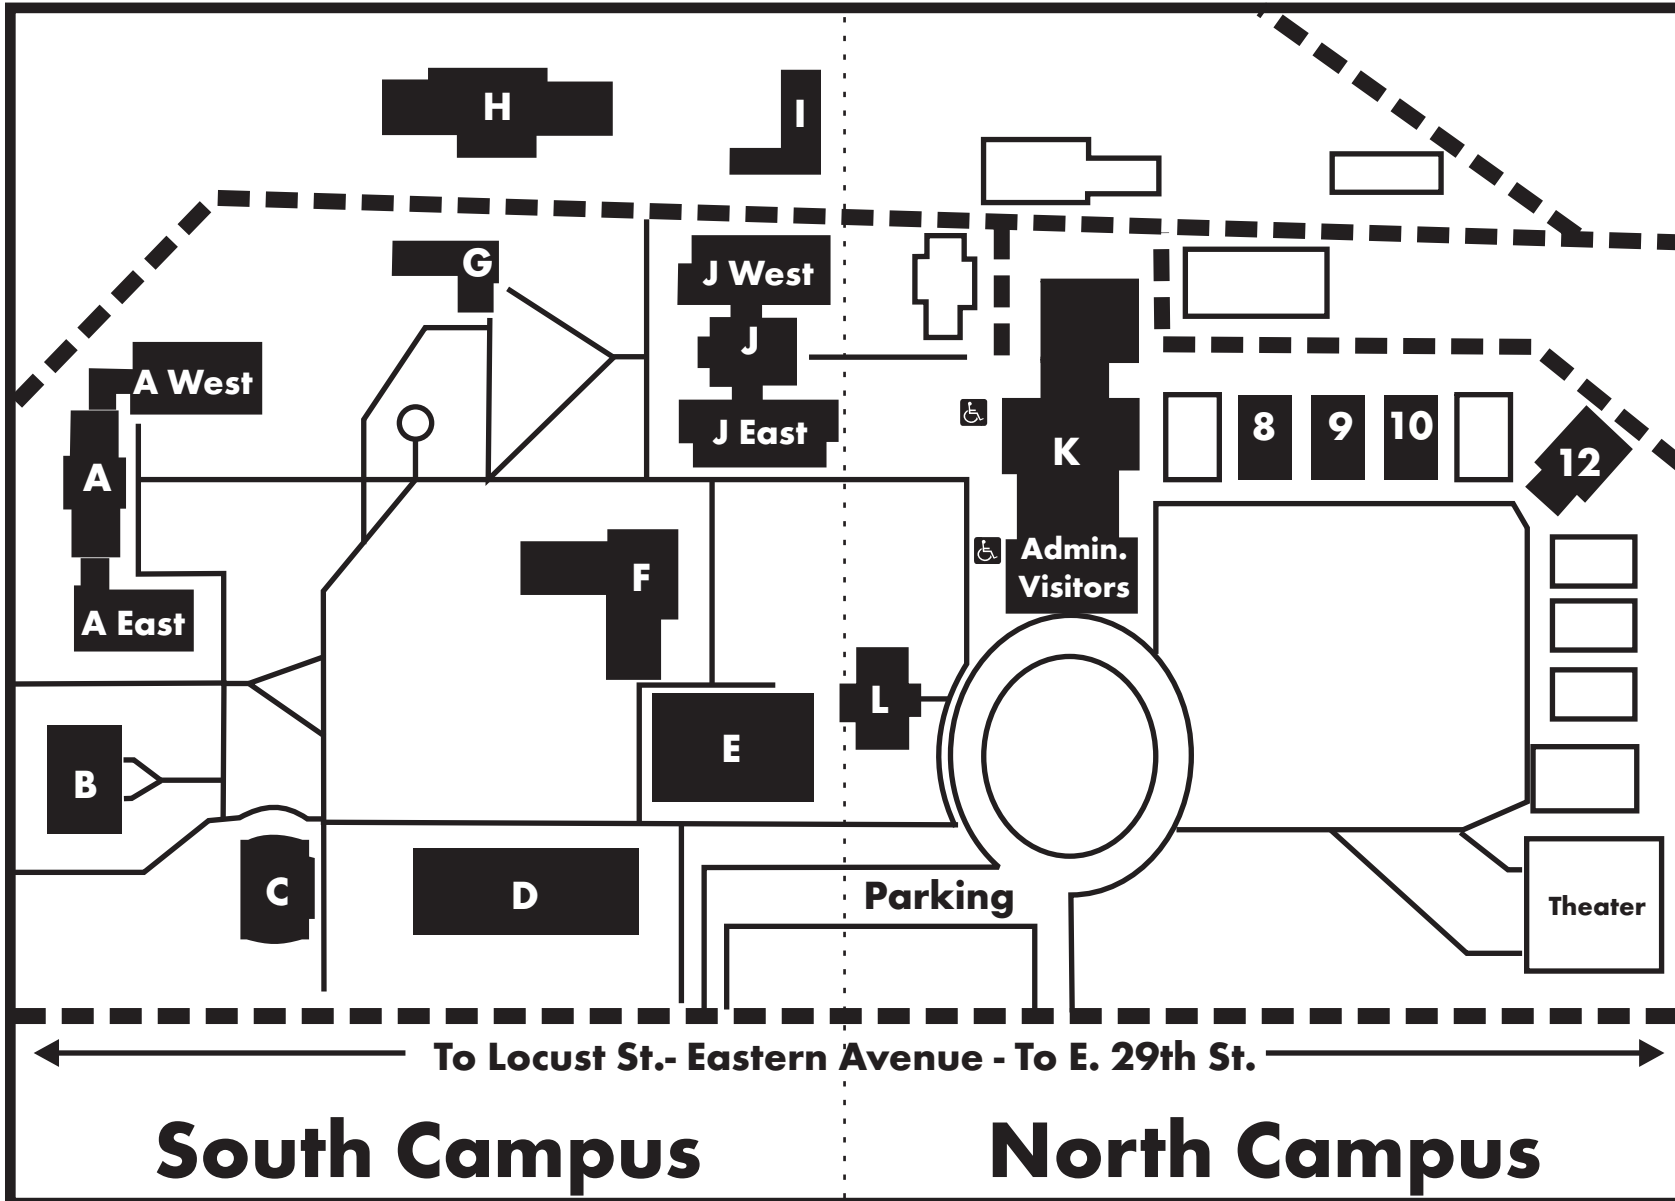 H
I
G
J West
J
A West
J East
8
9
10
12
K
A
Admin.
Visitors
F
A East
L
E
B
C
D
Parking
Theater
To Locust St.- Eastern Avenue - To E. 29th St.
South Campus
North Campus